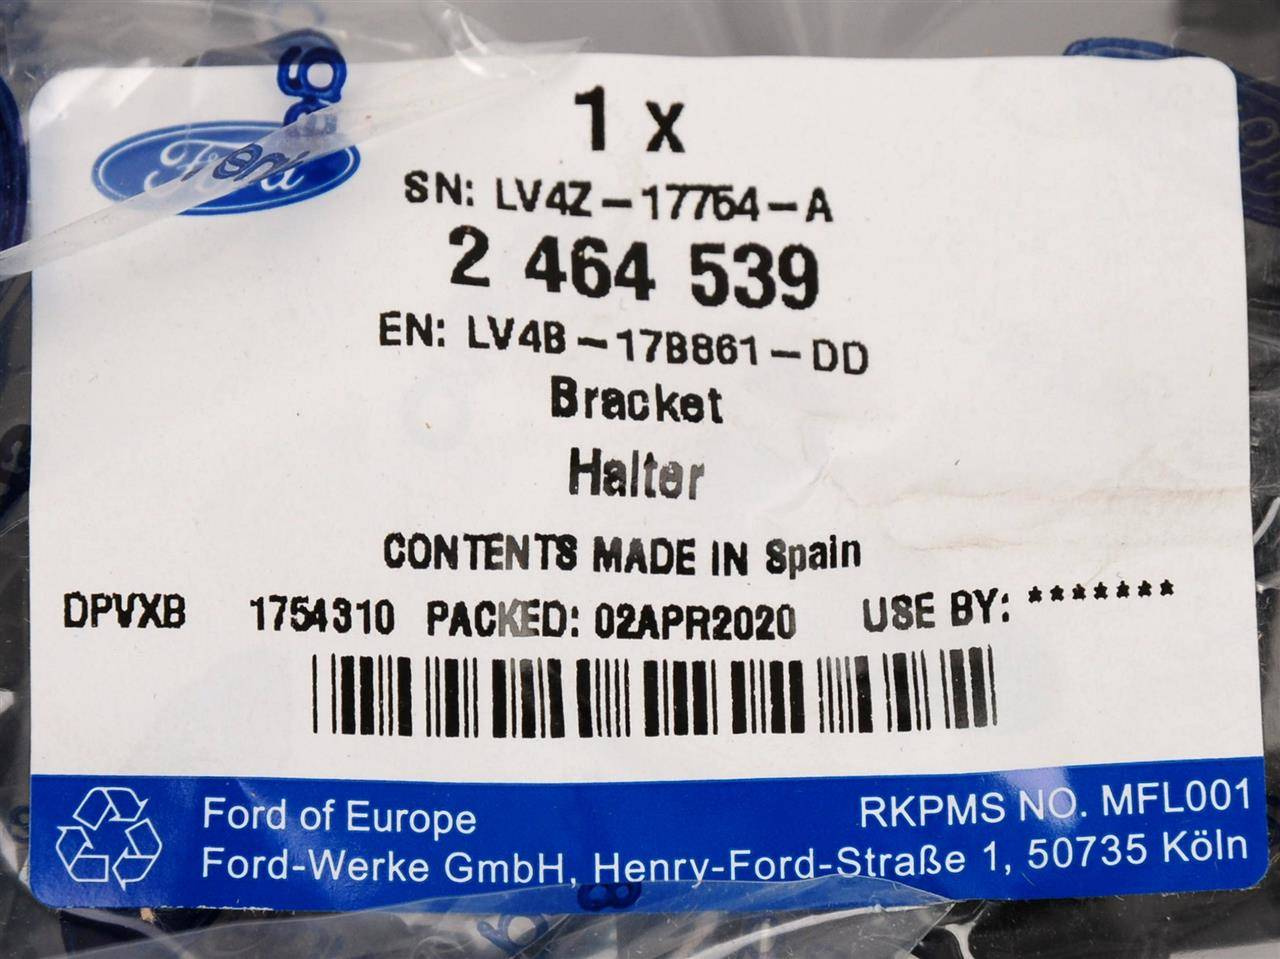 Ford
1 x
SN: LV4Z-17754-A
2 464 539
EN: LV4B-17B861-DD
Bracket
Halter
CONTENTS MADE IN Spain
DPVXB 1754310 PACKED: 02APR2020 USE BY: *******
Ford of Europe RKPMS NO. MFL001
Ford-Werke GmbH, Henry-Ford-Straße 1, 50735 Köln